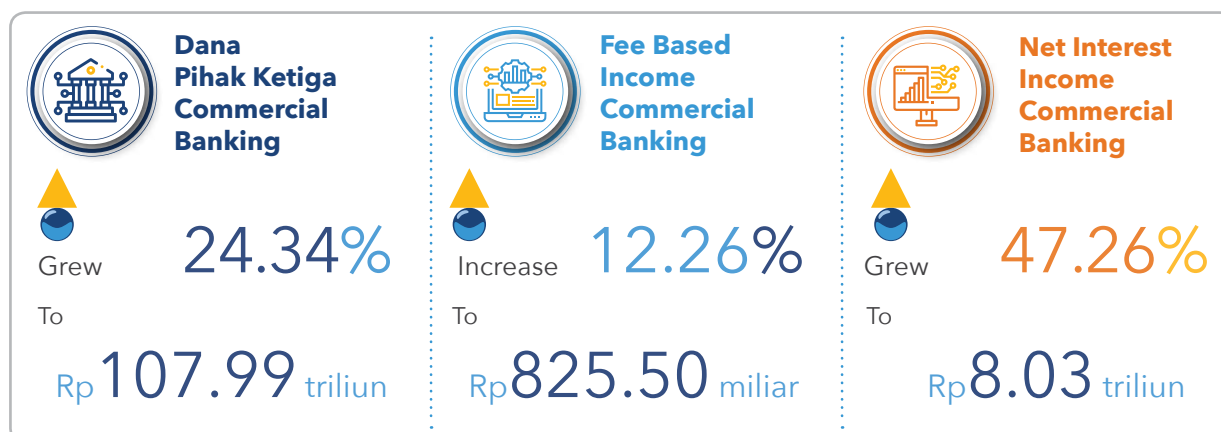 Dana
Pihak Ketiga
Commercial
Banking
Grew 24.34%
To
Rp107.99 triliun
Fee Based
Income
Commercial
Banking
Increase 12.26%
To
Rp825.50 miliar
Net Interest
Income
Commercial
Banking
Grew 47.26%
To
Rp8.03 triliun